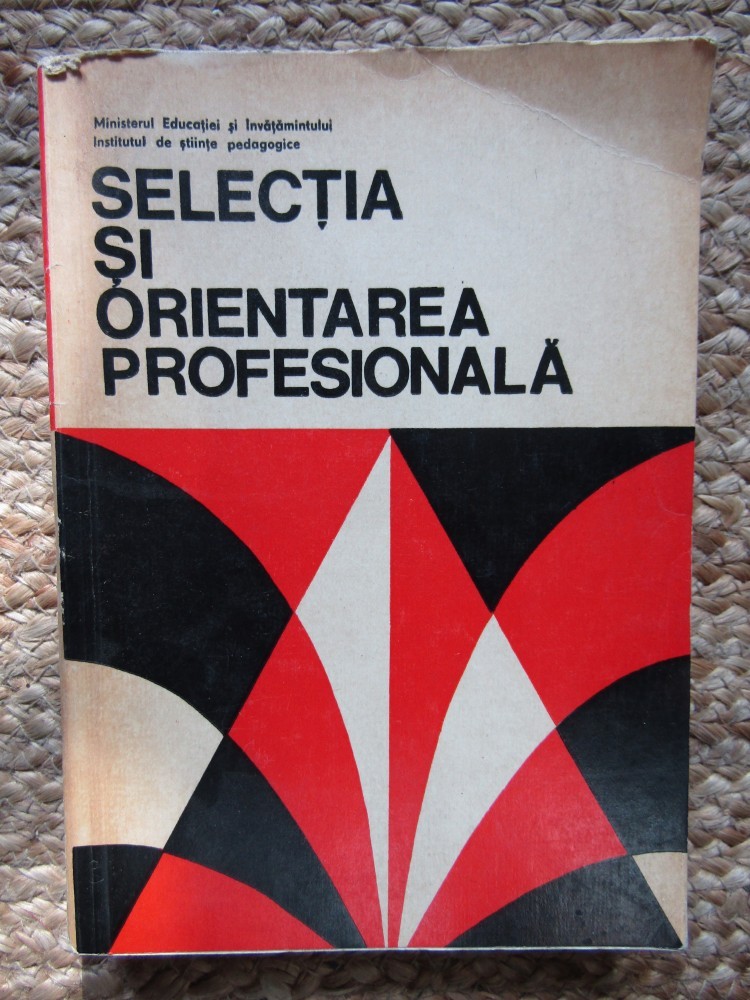 Ministerul Educației și Învățămîntului
Institutul de științe pedagogice
SELECȚIA
ȘI
ORIENTAREA
PROFESIONALĂ